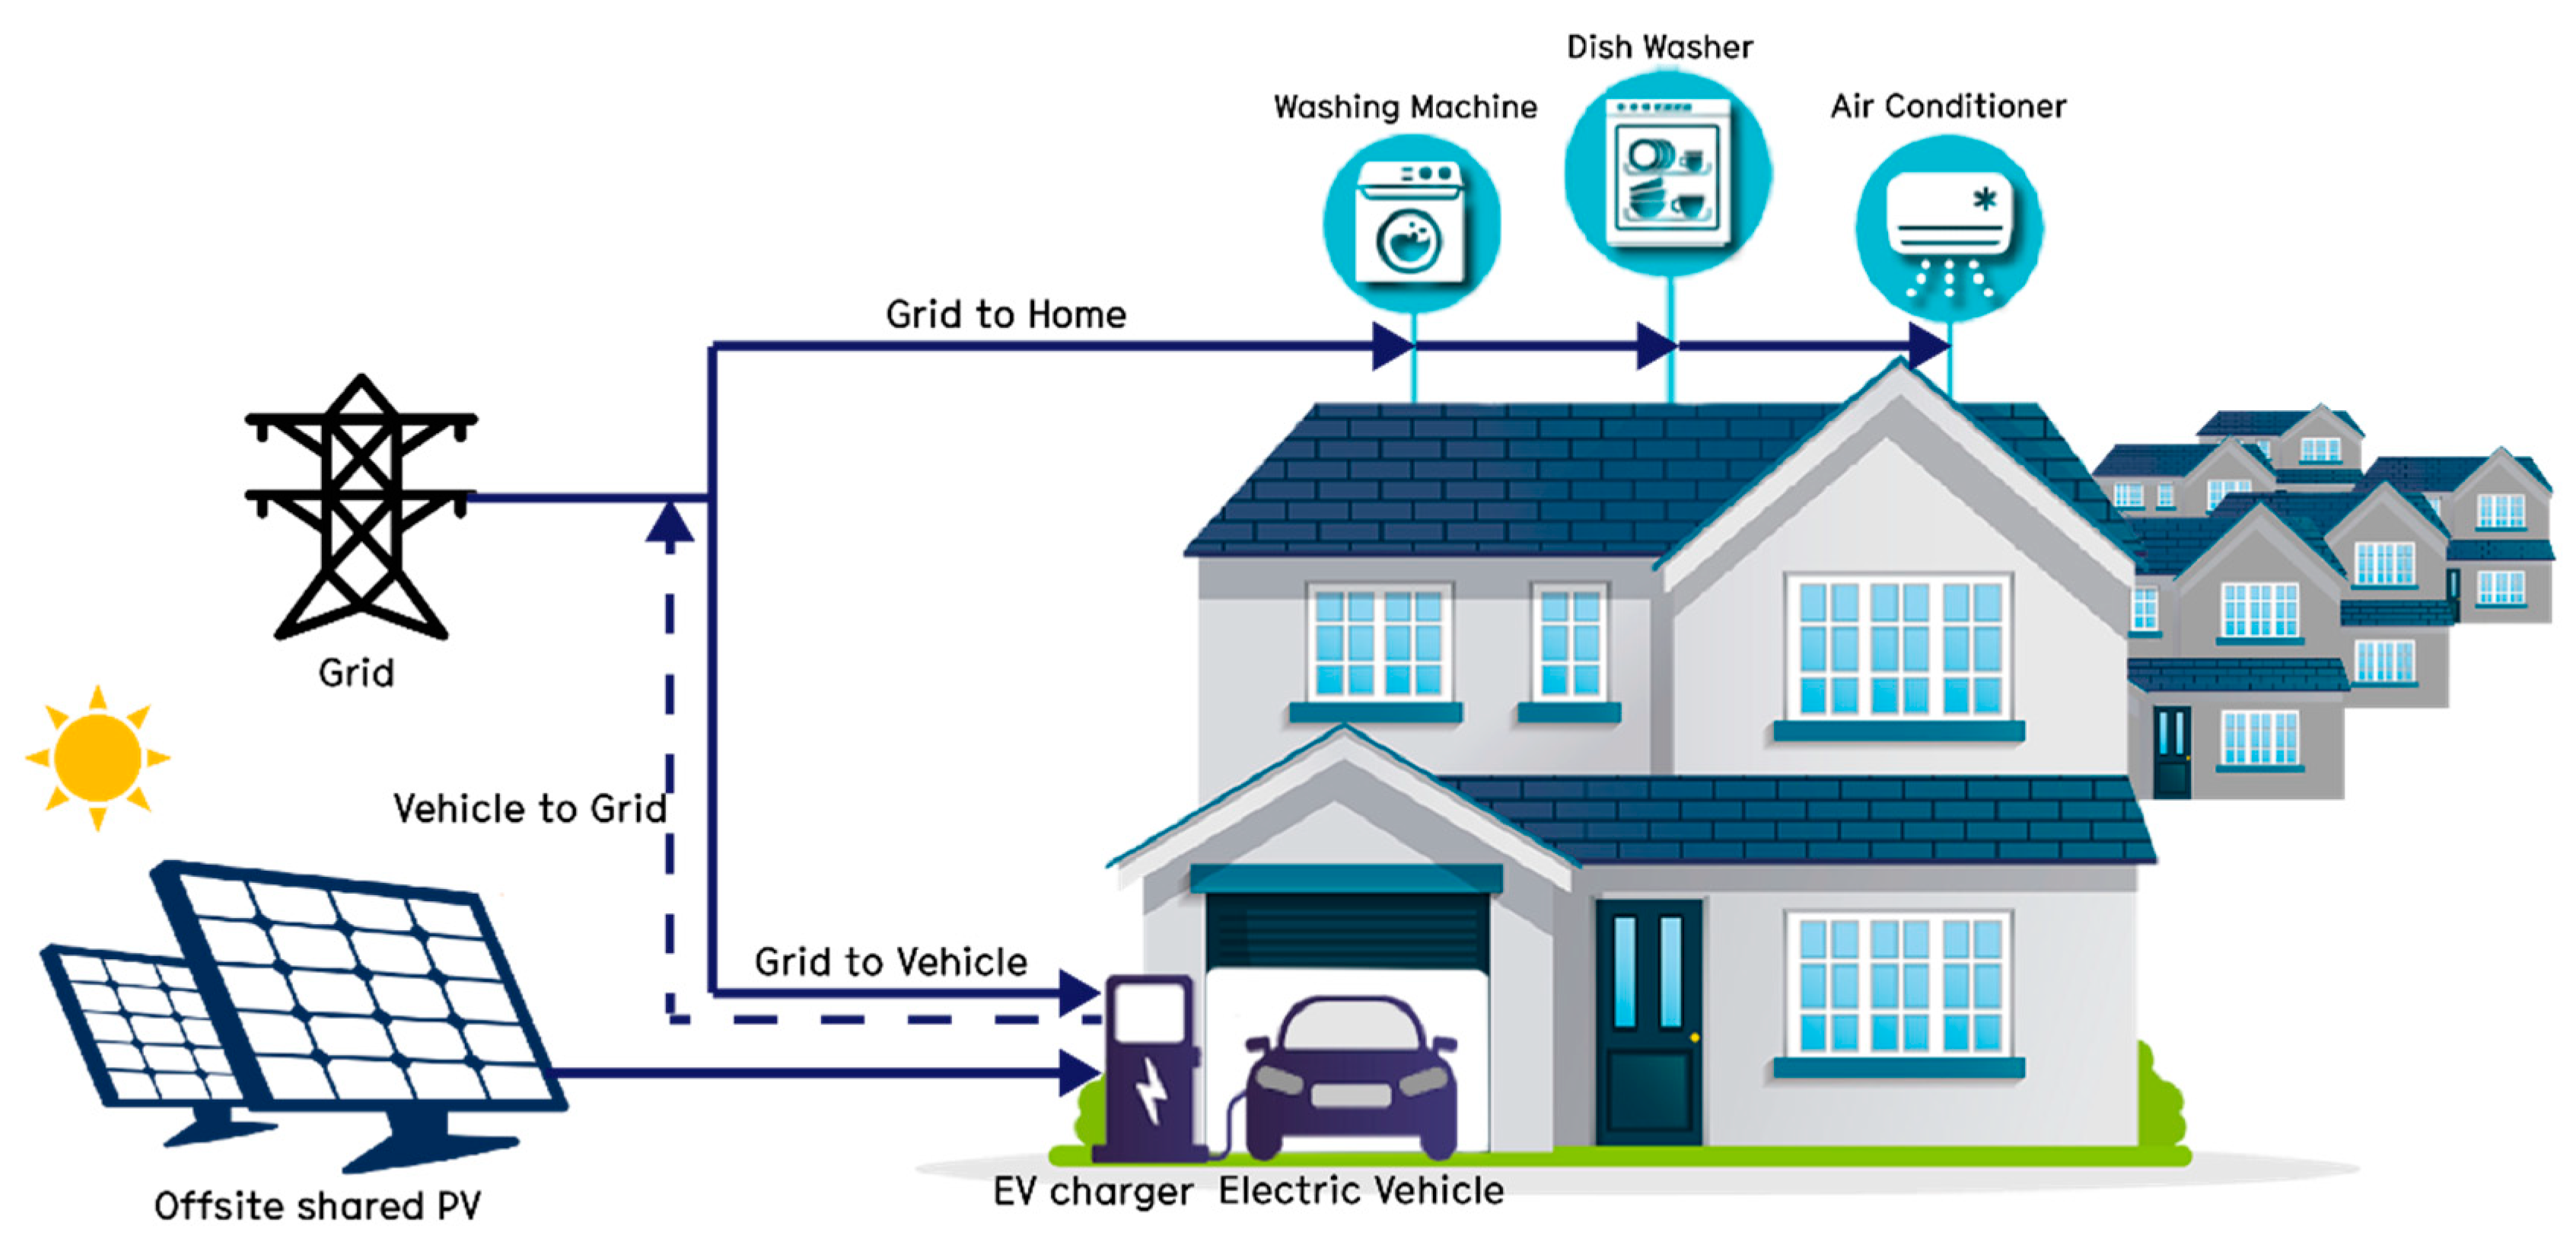 Dish Washer
Washing Machine
Air Conditioner
Grid to Home
Grid
Vehicle to Grid
Grid to Vehicle
EV charger
Electric Vehicle
Offsite shared PV